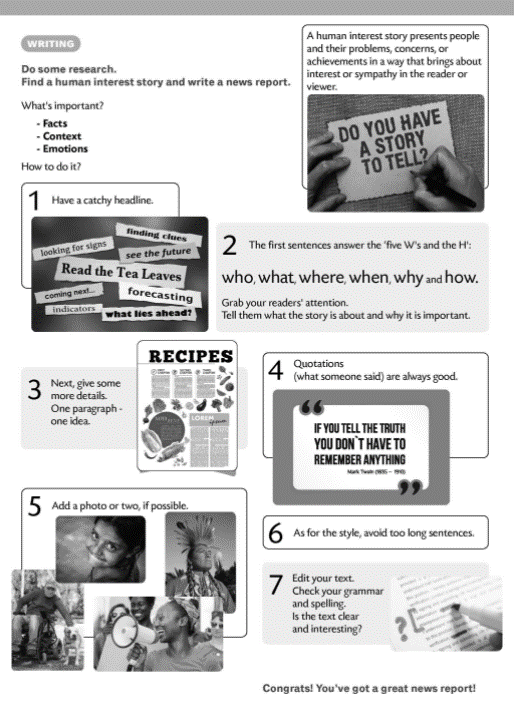 WRITING
Do some research.
Find a human interest story and write a news report.
What's important?
- Facts
- Context
- Emotions
How to do it?
A human interest story presents people
and their problems, concerns, or
achievements in a way that brings about
interest or sympathy in the reader or
viewer.
DO YOU HAVE
A STORY
TO TELL?
1 Have a catchy headline.
finding clues
looking for signs
see the future
Read the Tea Leaves
coming next...
forecasting
indicators
what lies ahead?
2 The first sentences answer the 'five W's and the H':
who, what, where, when, why and how.
Grab your readers' attention.
Tell them what the story is about and why it is important.
3 Next, give some
more details.
One paragraph -
one idea.
RECIPES
LOREM
4 Quotations
(what someone said) are always good.
“
IF YOU TELL THE TRUTH
YOU DON`T HAVE TO
REMEMBER ANYTHING
Mark Twain (1835 - 1910)
”
5 Add a photo or two, if possible.
6 As for the style, avoid too long sentences.
7 Edit your text.
Check your grammar
and spelling.
Is the text clear
and interesting?
Congrats! You've got a great news report!